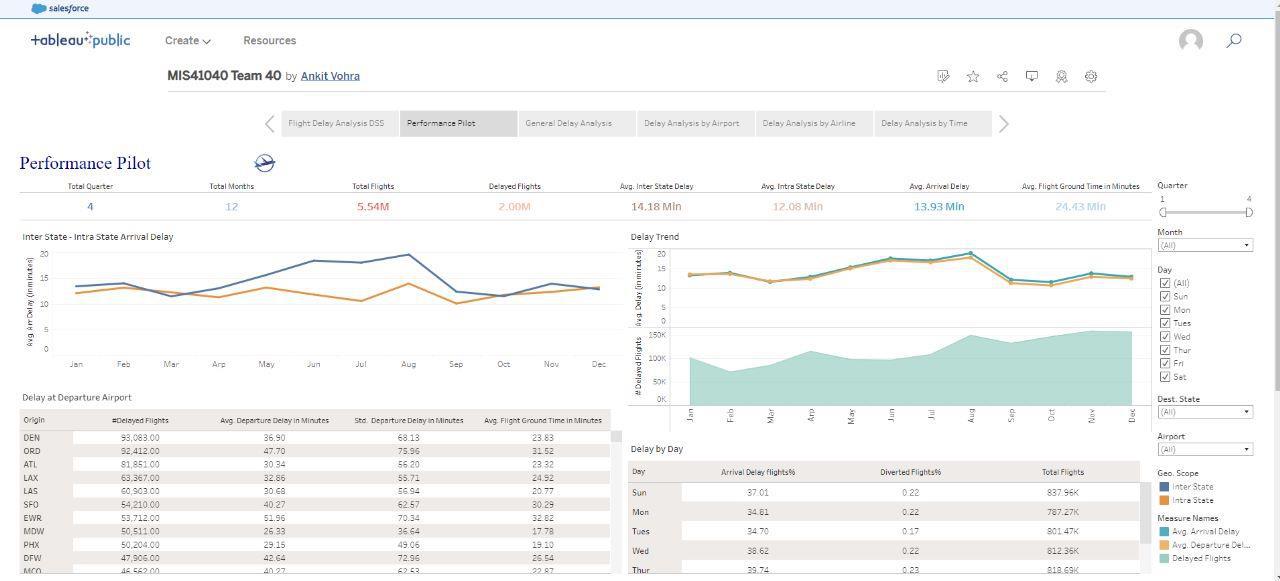 salesforce
+ableau public Create Resources
MIS41040 Team 40 by Ankit Vohra
Flight Delay Analysis DSS Performance Pilot General Delay Analysis Delay Analysis by Airport Delay Analysis by Airline Delay Analysis by Time
Performance Pilot
Total Quarter Total Months Total Flights Delayed Flights Avg. Inter State Delay Avg. Intra State Delay Avg. Arrival Delay Avg. Flight Ground Time in Minutes
4 12 5.54M 2.00M 14.18 Min 12.08 Min 13.93 Min 24.43 Min
Inter State - Intra State Arrival Delay
Avg. Arr Delay (minutes)
20
15
10
5
0
Jan Feb Mar Apr May Jun Jul Aug Sep Oct Nov Dec
Delay Trend
Avg. Delay (in minutes)
20
15
10
5
0
# Delayed Flights
150K
100K
50K
0K
Jan Feb Mar Apr May Jun Jul Aug Sep Oct Nov Dec
Delay at Departure Airport
Origin #Delayed Flights Avg. Departure Delay in Minutes Std. Departure Delay in Minutes Avg. Flight Ground Time in Minutes
DEN 93,083.00 36.90 68.13 23.83
ORD 92,412.00 47.70 75.96 31.52
ATL 81,851.00 30.34 56.20 23.32
LAX 63,367.00 32.86 55.71 24.92
LAS 60,903.00 30.68 56.94 20.77
SFO 54,210.00 40.27 62.57 30.29
EWR 53,712.00 51.96 70.34 32.82
MDW 50,511.00 26.33 36.64 17.78
PHX 50,204.00 29.15 49.06 19.10
DFW 47,906.00 42.64 72.96 26.54
MCO 46,562.00 40.27 62.53 22.87
Delay by Day
Day Arrival Delay flights% Diverted Flights% Total Flights
Sun 37.01 0.22 837.96K
Mon 34.81 0.22 787.27K
Tues 34.70 0.17 801.47K
Wed 38.62 0.22 812.36K
Thur 39.74 0.23 818.69K
Quarter
1 4
Month
(All)
Day
(All)
Sun
Mon
Tues
Wed
Thur
Fri
Sat
Dest. State
(All)
Airport
(All)
Geo. Scope
Inter State
Intra State
Measure Names
Avg. Arrival Delay
Avg. Departure Del...
Delayed Flights